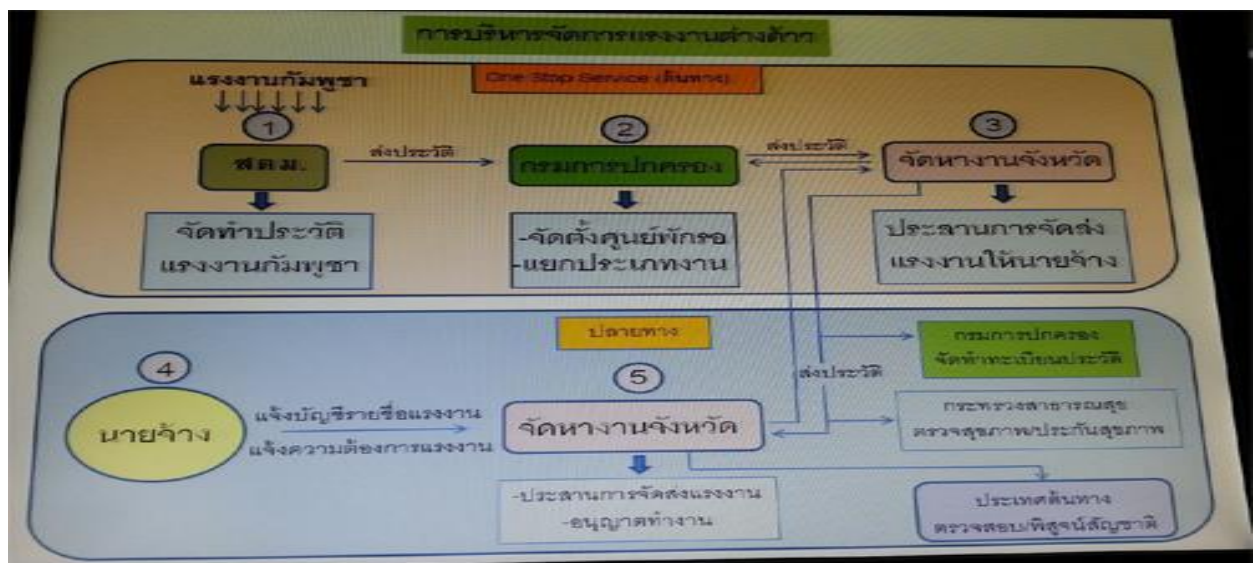 การบริหารจัดการแรงงานต่างด้าว
One Stop Service (ต้นทาง)
แรงงานกัมพูชา
1
2
3
สตม.
ส่งประวัติ
กรมการปกครอง
ส่งประวัติ
จัดหางานจังหวัด
จัดทำประวัติ
แรงงานกัมพูชา
-จัดตั้งศูนย์พักรอ
-แยกประเภทงาน
ประสานการจัดส่ง
แรงงานให้นายจ้าง
ปลายทาง
กรมการปกครอง
จัดทำทะเบียนประวัติ
4
5
ส่งประวัติ
นายจ้าง
แจ้งบัญชีรายชื่อแรงงาน
แจ้งความต้องการแรงงาน
จัดหางานจังหวัด
กระทรวงสาธารณสุข
ตรวจสุขภาพ/ประกันสุขภาพ
-ประสานการจัดส่งแรงงาน
-อนุญาตทำงาน
ประเทศต้นทาง
ตรวจสอบ/พิสูจน์สัญชาติ